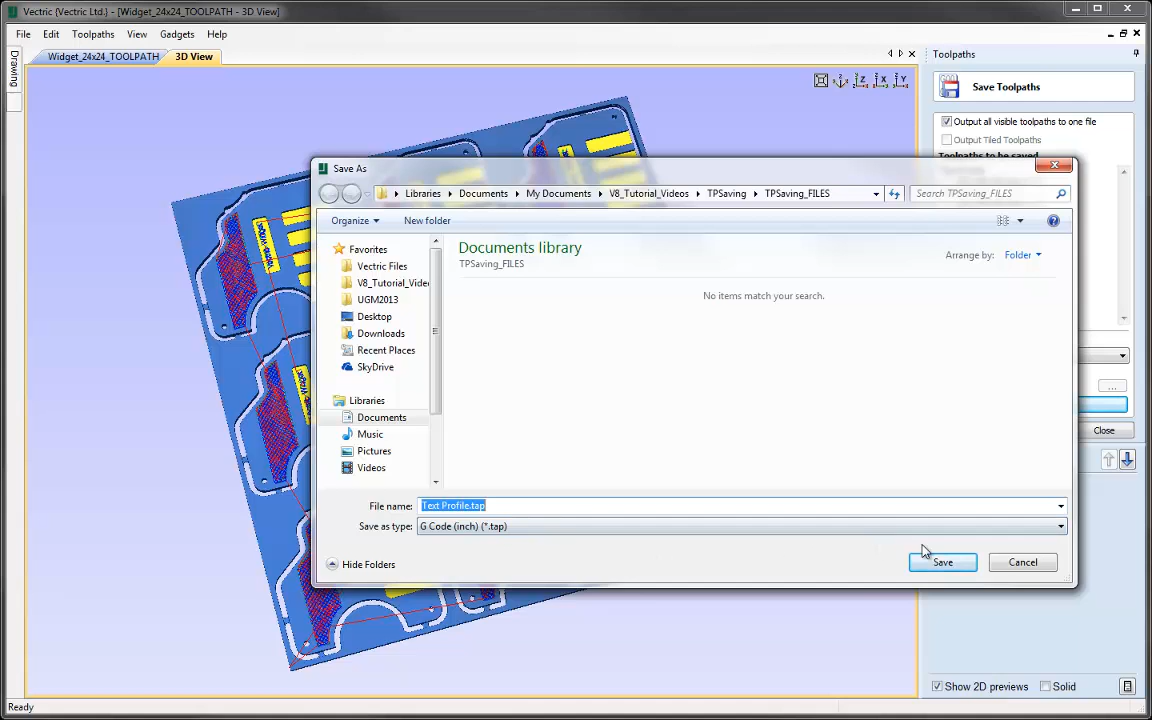 Vectric {Vectric Ltd.} - [Widget_24x24_TOOLPATH - 3D View]
File Edit Toolpaths View Gadgets Help
Drawing
Widget_24x24_TOOLPATH 3D View
Toolpaths
Save Toolpaths
Output all visible toolpaths to one file
Output Tiled Toolpaths
Toolpaths to be saved
Save As
Libraries Documents My Documents V8_Tutorial_Videos TPSaving TPSaving_FILES
Search TPSaving_FILES
Organize New folder
Favorites
Vectric Files
V8_Tutorial_Videc
UGM2013
Desktop
Downloads
Recent Places
SkyDrive
Libraries
Documents
Music
Pictures
Videos
Documents library
TPSaving_FILES
Arrange by: Folder
No items match your search.
File name: Text Profile.tap
Save as type: G Code (inch) (*.tap)
Hide Folders
Save Cancel
...
Close
Show 2D previews Solid
Ready